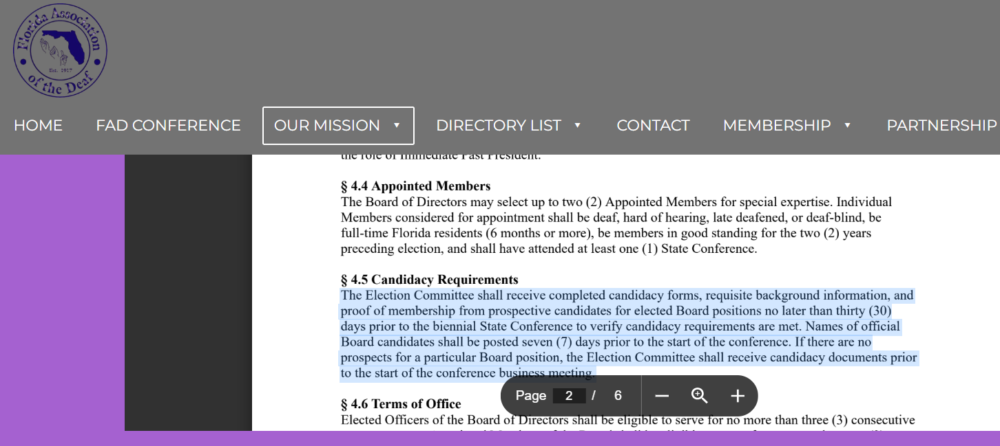 Florida Association
Est. 1917
of the Deaf
HOME FAD CONFERENCE OUR MISSION ▼ DIRECTORY LIST ▼ CONTACT MEMBERSHIP ▼ PARTNERSHIP
the role of Immediate Past President.
§ 4.4 Appointed Members
The Board of Directors may select up to two (2) Appointed Members for special expertise. Individual
Members considered for appointment shall be deaf, hard of hearing, late deafened, or deaf-blind, be
full-time Florida residents (6 months or more), be members in good standing for the two (2) years
preceding election, and shall have attended at least one (1) State Conference.
§ 4.5 Candidacy Requirements
The Election Committee shall receive completed candidacy forms, requisite background information, and
proof of membership from prospective candidates for elected Board positions no later than thirty (30)
days prior to the biennial State Conference to verify candidacy requirements are met. Names of official
Board candidates shall be posted seven (7) days prior to the start of the conference. If there are no
prospects for a particular Board position, the Election Committee shall receive candidacy documents prior
to the start of the conference business meeting.
Page 2 / 6
§ 4.6 Terms of Office
Elected Officers of the Board of Directors shall be eligible to serve for no more than three (3) consecutive